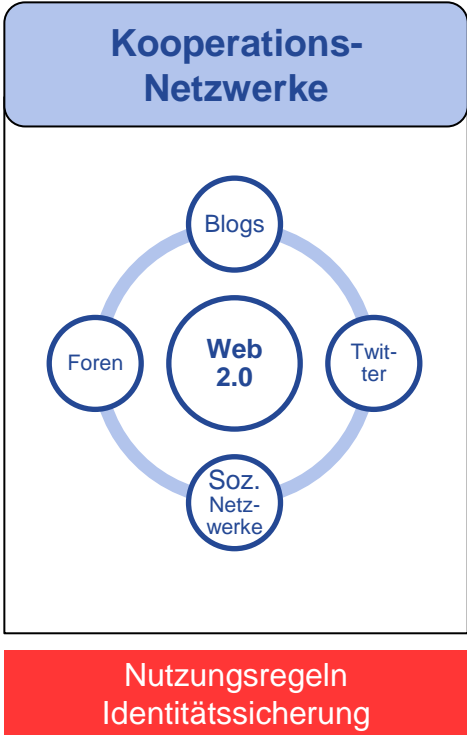 Kooperations-
Netzwerke
Blogs
Foren
Web
2.0
Twit-
ter
Soz.
Netz-
werke
Nutzungsregeln
Identitätssicherung